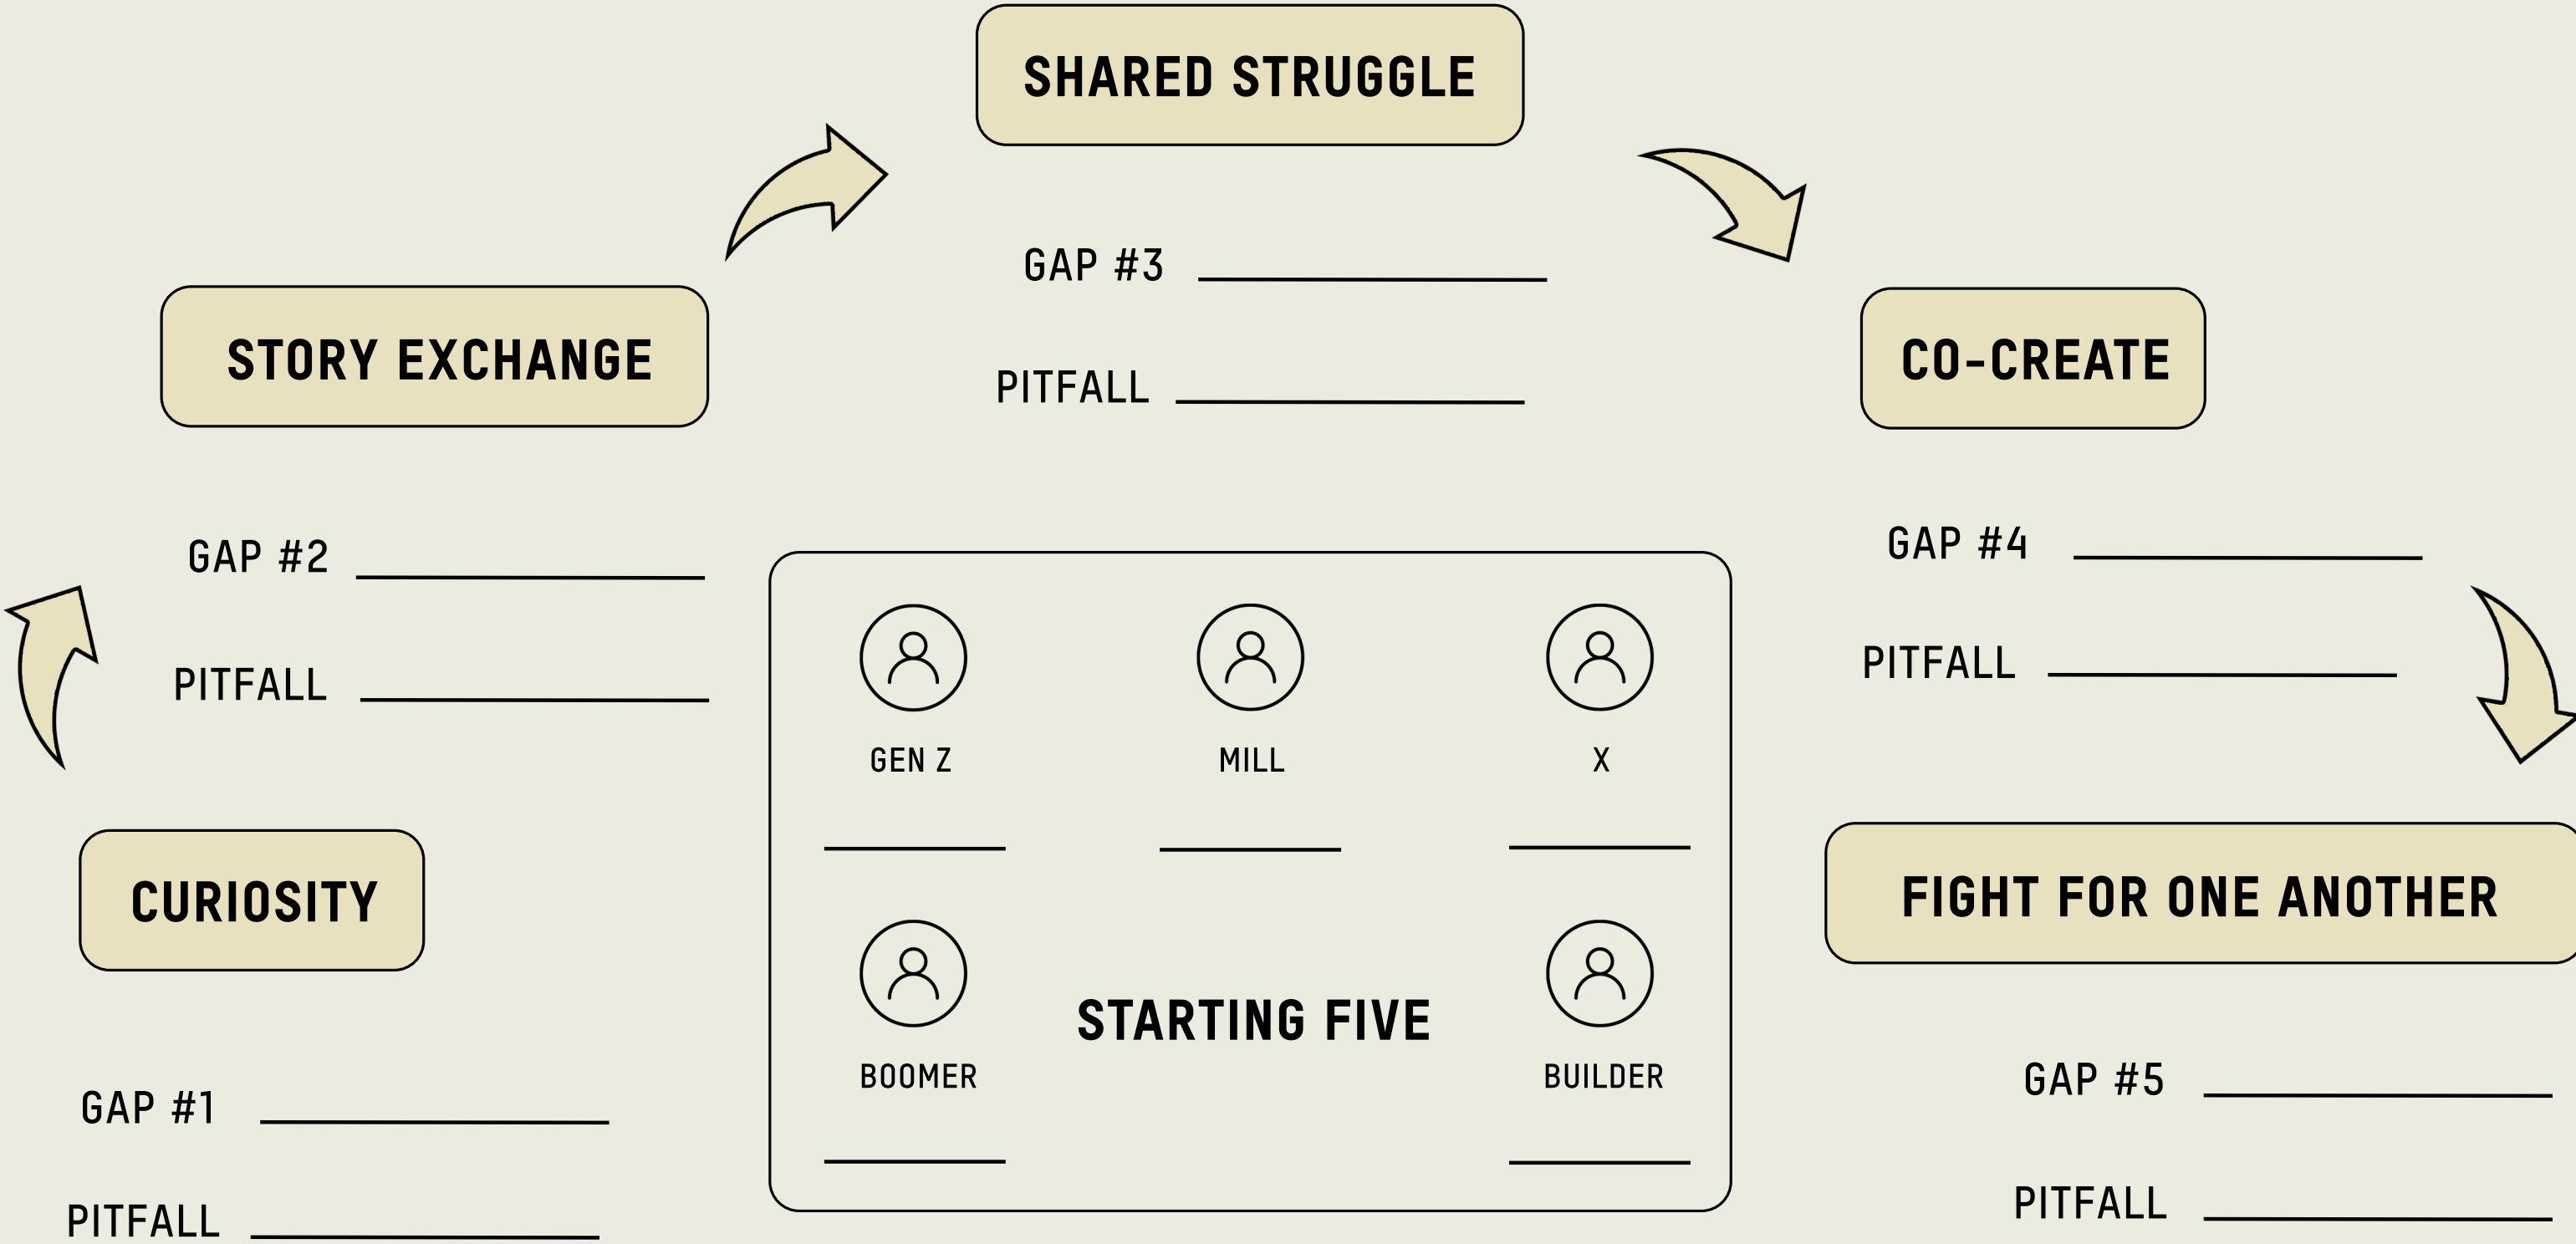 SHARED STRUGGLE
GAP #3
PITFALL
STORY EXCHANGE
GAP #2
PITFALL
CO-CREATE
GAP #4
PITFALL
CURIOSITY
GAP #1
PITFALL
GEN Z
MILL
X
BOOMER
STARTING FIVE
BUILDER
FIGHT FOR ONE ANOTHER
GAP #5
PITFALL